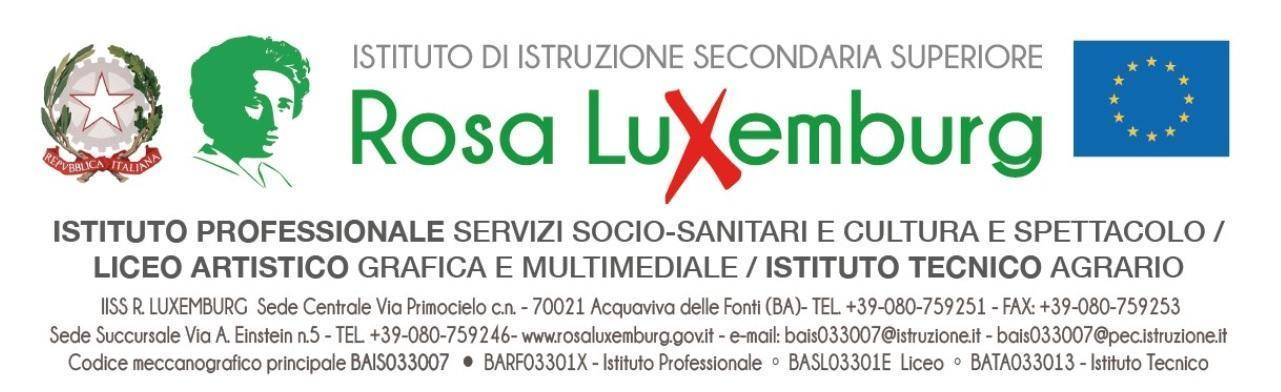 ISTITUTO DI ISTRUZIONE SECONDARIA SUPERIORE
Rosa LuXemburg
REPVBBLICA ITALIANA
ISTITUTO PROFESSIONALE SERVIZI SOCIO-SANITARI E CULTURA E SPETTACOLO /
LICEO ARTISTICO GRAFICA E MULTIMEDIALE / ISTITUTO TECNICO AGRARIO
IISS R. LUXEMBURG Sede Centrale Via Primocielo c.n. - 70021 Acquaviva delle Fonti (BA)- TEL. +39-080-759251 - FAX: +39-080-759253
Sede Succursale Via A. Einstein n.5 - TEL. +39-080-759246- www.rosaluxemburg.gov.it - e-mail: bais033007@istruzione.it - bais033007@pec.istruzione.it
Codice meccanografico principale BAIS033007 • BARF03301X - Istituto Professionale ◦ BASL03301E Liceo ◦ BATA033013 - Istituto Tecnico